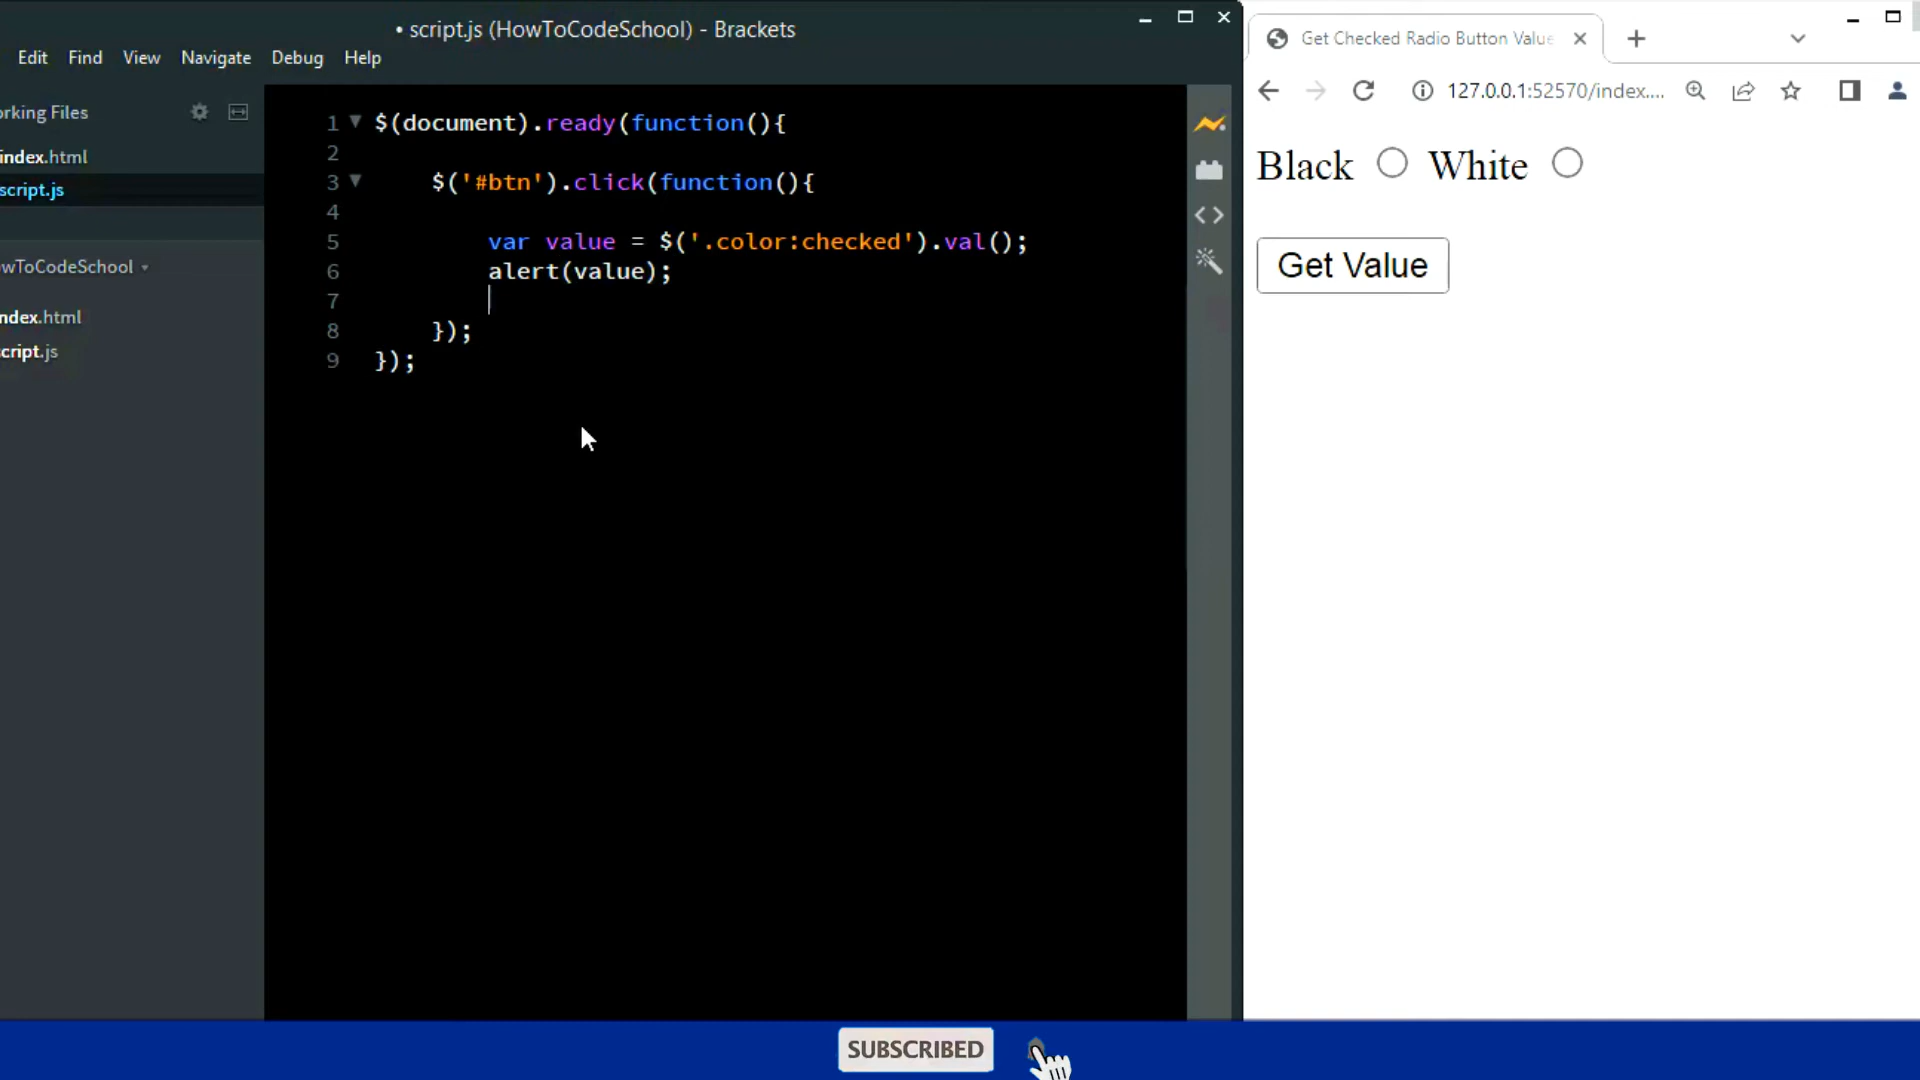 • script.js (HowToCodeSchool) - Brackets
Edit Find View Navigate Debug Help
orking Files
index.html
script.js
wToCodeSchool
ndex.html
cript.js
1 $(document).ready(function(){
2
3 $('#btn').click(function(){
4
5 var value = $('.color:checked').val();
6 alert(value);
7
8 });
9 });
Get Checked Radio Button Value
127.0.0.1:52570/index....
Black White
Get Value
SUBSCRIBED